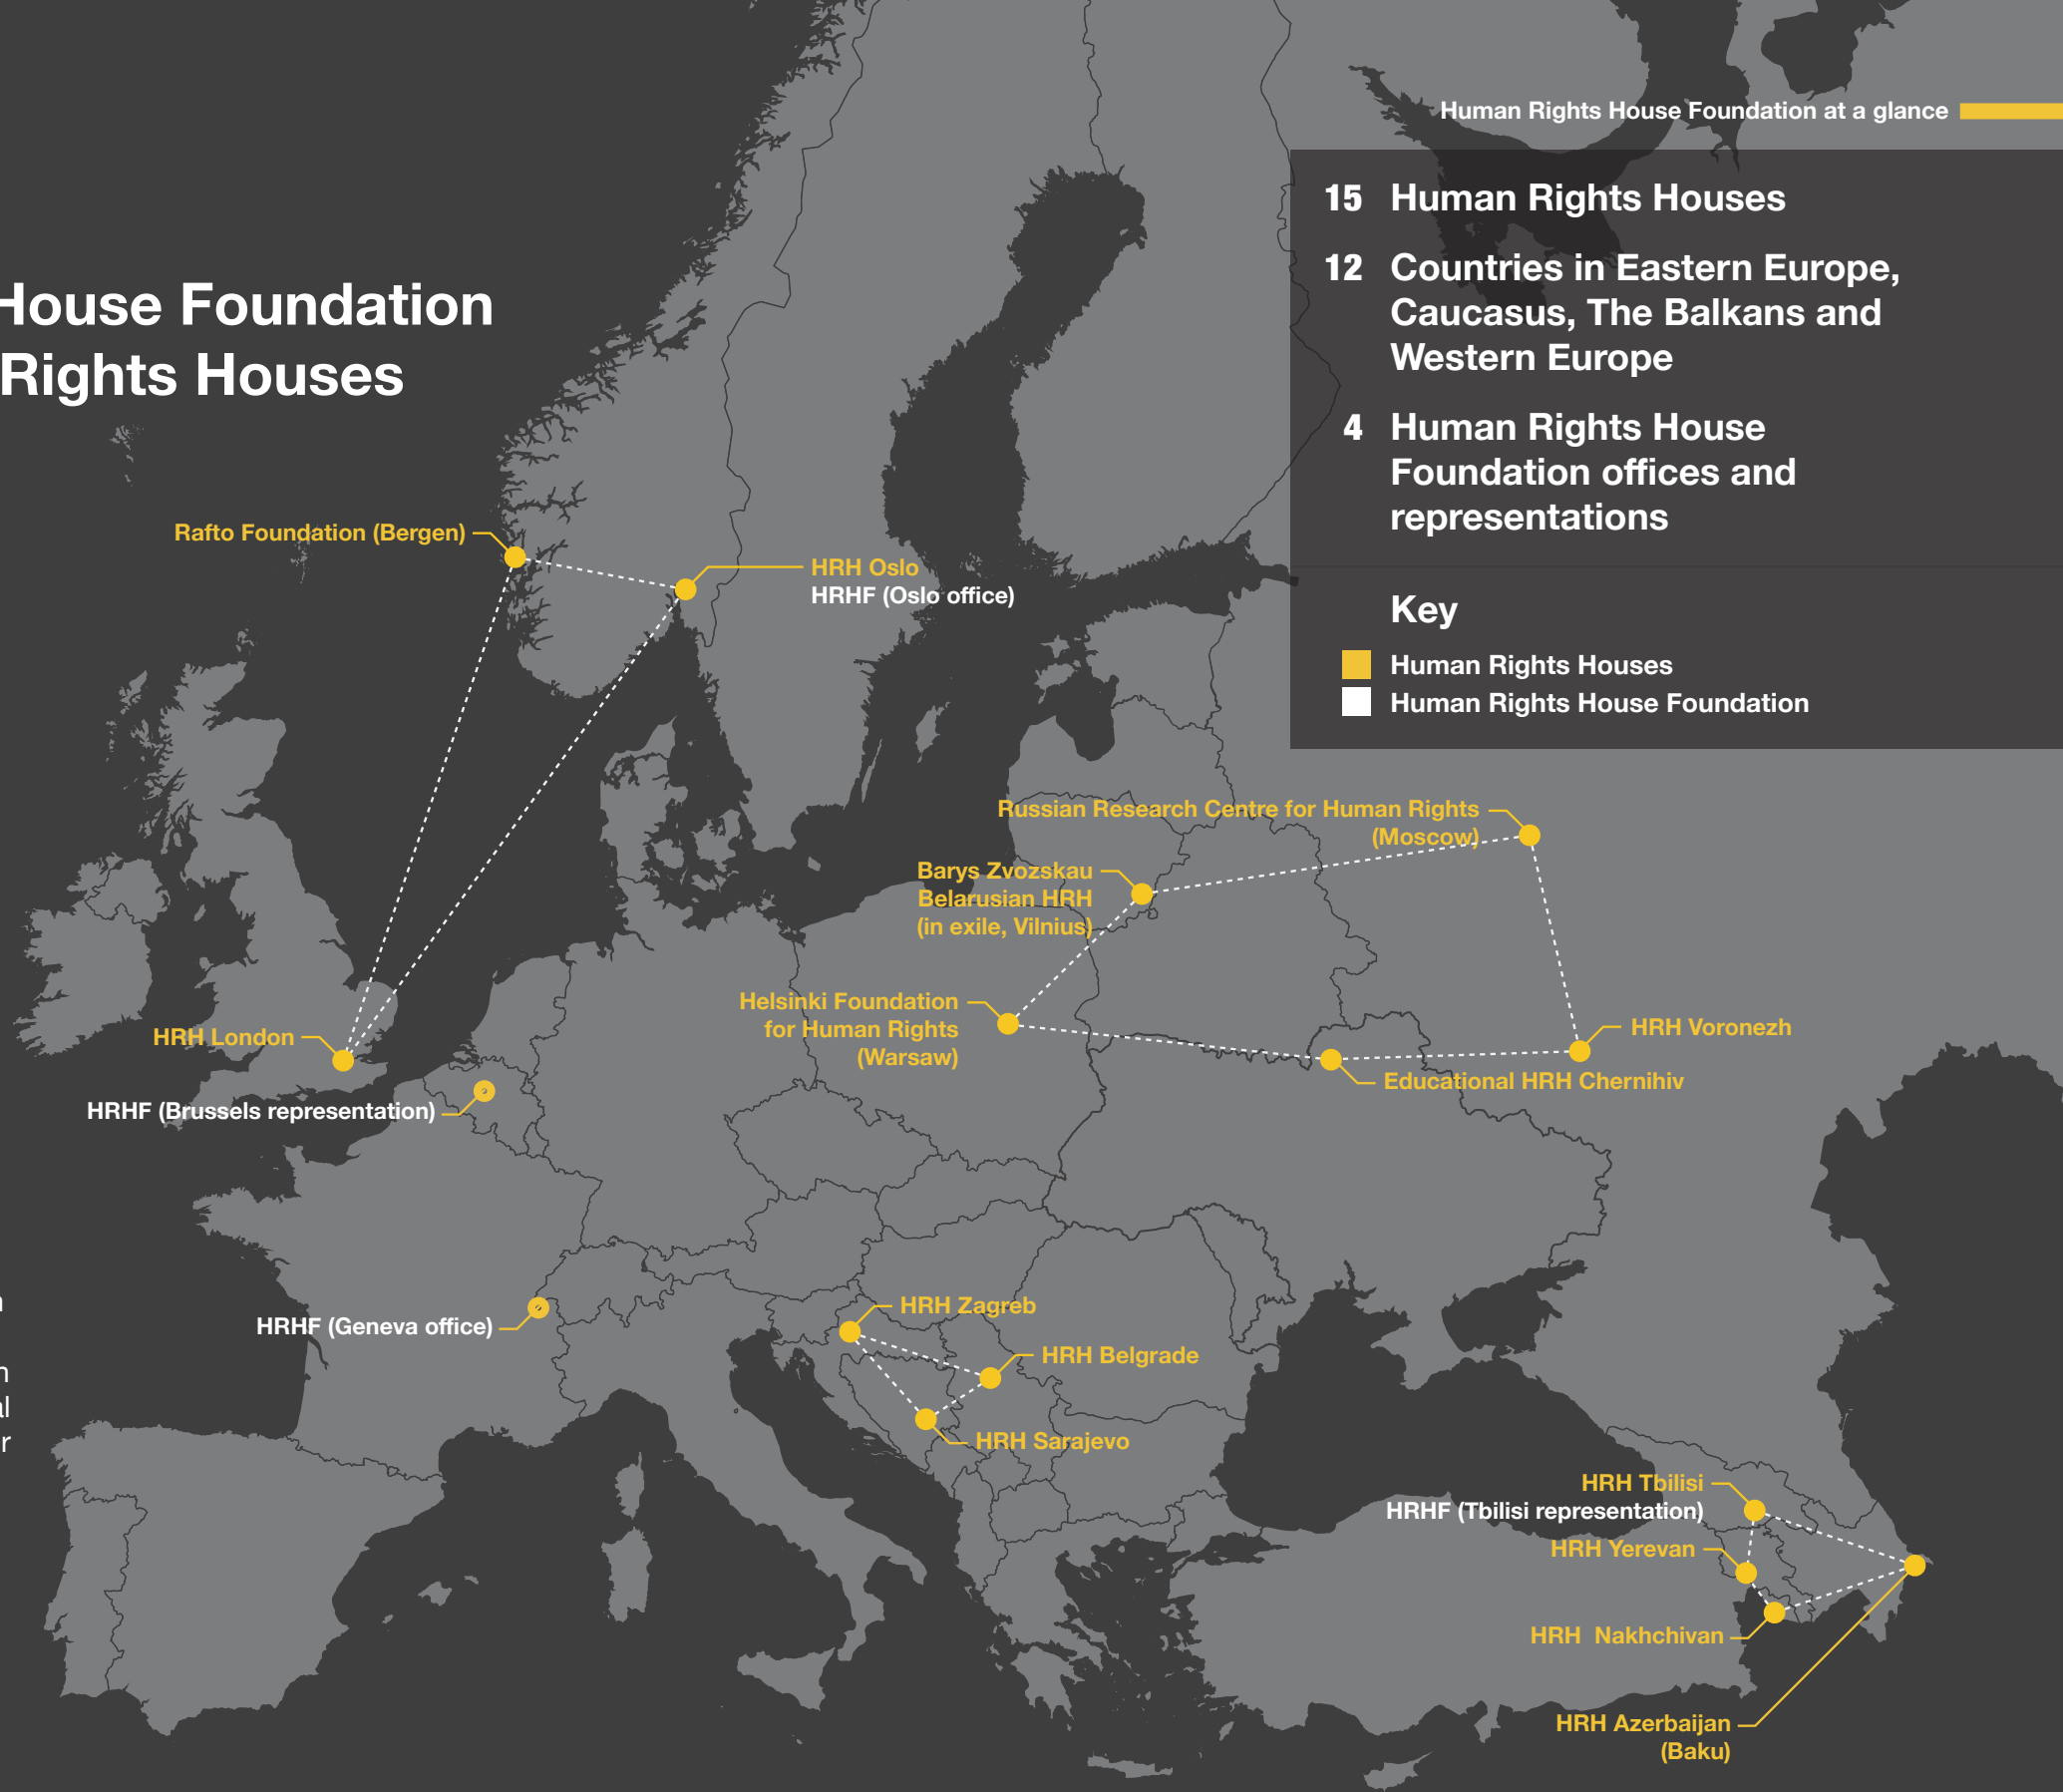 Human Rights House Foundation at a glance
15 Human Rights Houses
12 Countries in Eastern Europe,
Caucasus, The Balkans and
Western Europe
4 Human Rights House
Foundation offices and
representations
Key
Human Rights Houses
Human Rights House Foundation
House Foundation
Rights Houses
Rafto Foundation (Bergen)
HRH Oslo
HRHF (Oslo office)
Russian Research Centre for Human Rights
(Moscow)
Barys Zvozskau
Belarusian HRH
(in exile, Vilnius)
Helsinki Foundation
for Human Rights
(Warsaw)
HRH London
HRH Voronezh
Educational HRH Chernihiv
HRHF (Brussels representation)
HRHF (Geneva office)
HRH Zagreb
HRH Belgrade
HRH Sarajevo
HRH Tbilisi
HRHF (Tbilisi representation)
HRH Yerevan
HRH Nakhchivan
HRH Azerbaijan
(Baku)